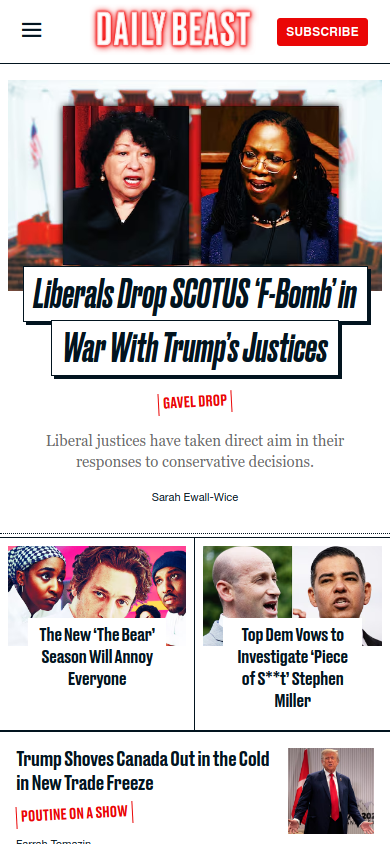 DAILY BEAST
SUBSCRIBE
Liberals Drop SCOTUS ‘F-Bomb’ in
War With Trump’s Justices
GAVEL DROP
Liberal justices have taken direct aim in their
responses to conservative decisions.
Sarah Ewall-Wice
The New ‘The Bear’
Season Will Annoy
Everyone
Top Dem Vows to
Investigate ‘Piece
of S**t’ Stephen
Miller
Trump Shoves Canada Out in the Cold
in New Trade Freeze
POUTINE ON A SHOW